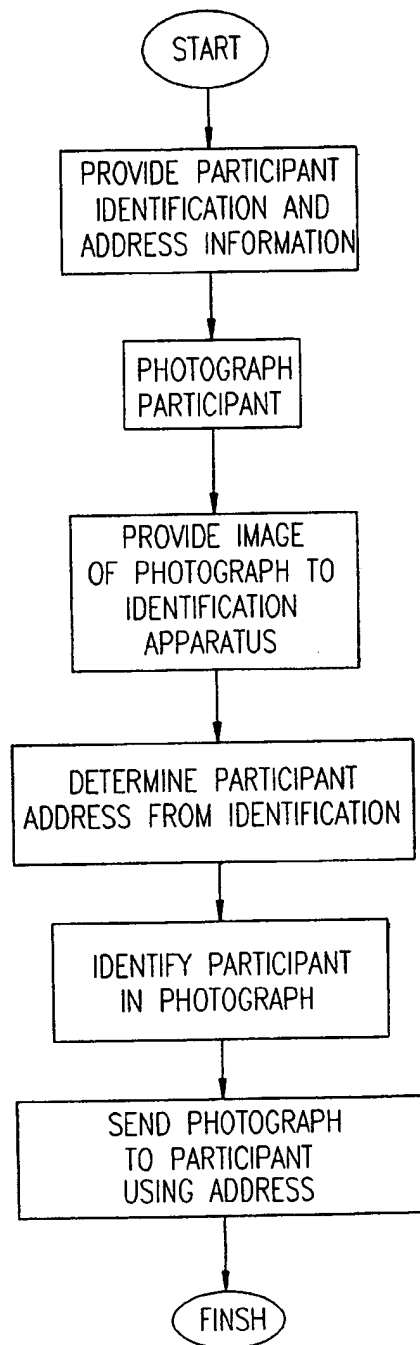 START
PROVIDE PARTICIPANT
IDENTIFICATION AND
ADDRESS INFORMATION
PHOTOGRAPH
PARTICIPANT
PROVIDE IMAGE
OF PHOTOGRAPH TO
IDENTIFICATION
APPARATUS
DETERMINE PARTICIPANT
ADDRESS FROM IDENTIFICATION
IDENTIFY PARTICIPANT
IN PHOTOGRAPH
SEND PHOTOGRAPH
TO PARTICIPANT
USING ADDRESS
FINSH